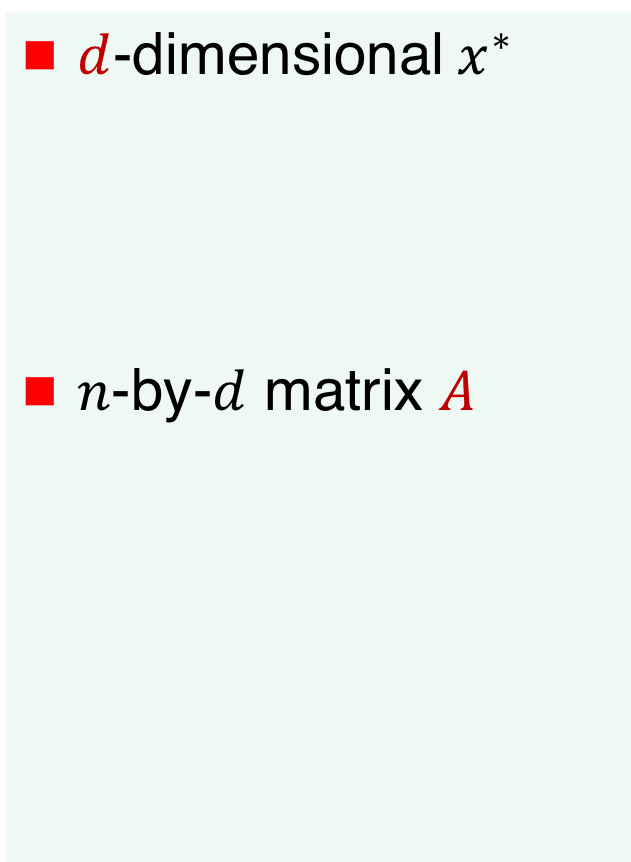 ■ d-dimensional x*
■ n-by-d matrix A